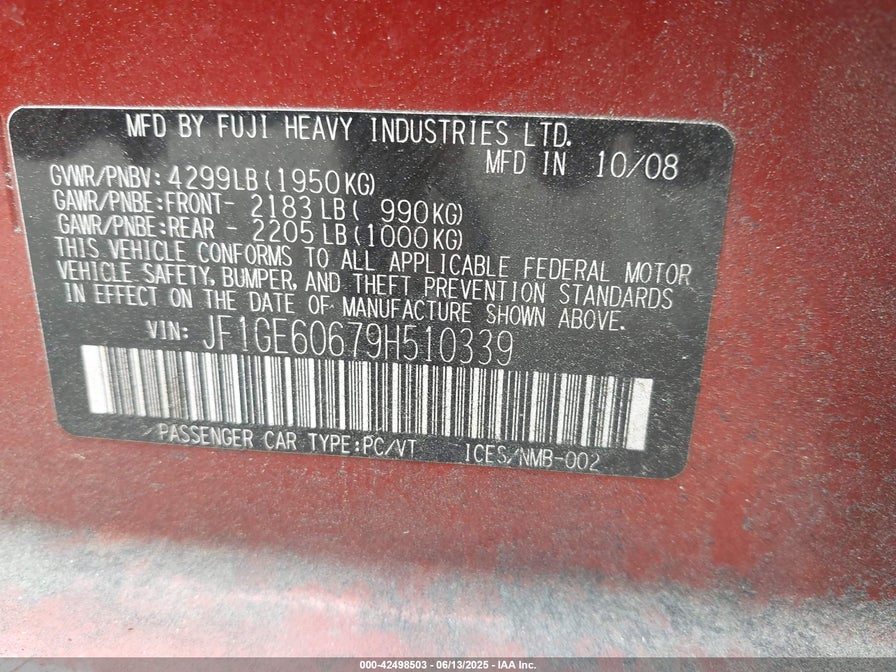 MFD BY FUJI HEAVY INDUSTRIES LTD.
MFD IN 10/08
GVWR/PNBV: 4299LB(1950KG)
GAWR/PNBE:FRONT- 2183LB( 990KG)
GAWR/PNBE:REAR - 2205LB(1000KG)
THIS VEHICLE CONFORMS TO ALL APPLICABLE FEDERAL MOTOR
VEHICLE SAFETY, BUMPER, AND THEFT PREVENTION STANDARDS
IN EFFECT ON THE DATE OF MANUFACTURE SHOWN ABOVE.
VIN: JF1GE60679H510339
PASSENGER CAR TYPE:PC/VT ICES/NMB-002
000-42498503 - 06/13/2025 - IAA Inc.